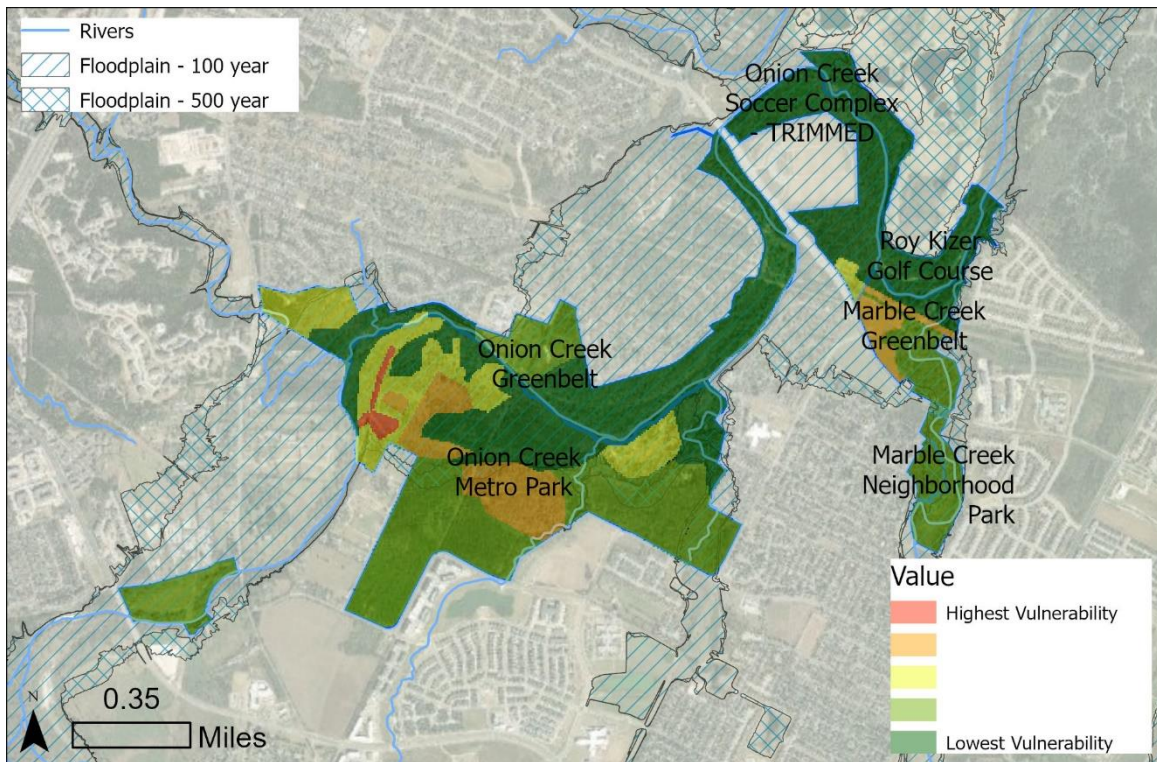 Rivers
Floodplain - 100 year
Floodplain - 500 year
Onion Creek
Soccer Complex
- TRIMMED
Roy Kizer
Golf Course
Marble Creek
Greenbelt
Onion Creek
Greenbelt
Onion Creek
Metro Park
Marble Creek
Neighborhood
Park
Value
Highest Vulnerability
Lowest Vulnerability
N
0.35
Miles